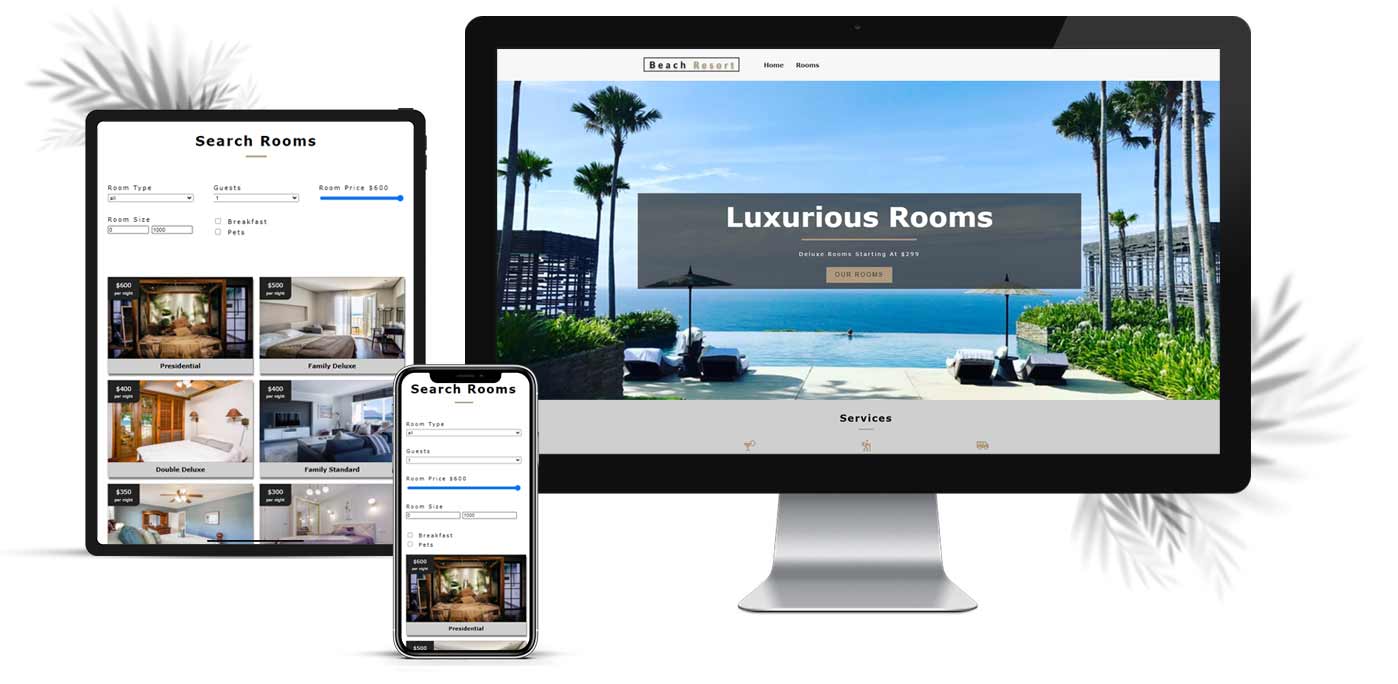 Search Rooms
Room Type
Guests
Room Price $600
all
1
Room Size
0
1000
Breakfast
Pets
$600
per night
$500
per night
Presidential
Family Deluxe
$400
per night
$400
per night
Double Deluxe
Family Standard
$350
per night
$300
per night
Search Rooms
Room Type
all
Guests
1
Room Price $600
Room Size
0
1000
Breakfast
Pets
$600
per night
Presidential
$500
Beach Resort
Home
Rooms
Luxurious Rooms
Deluxe Rooms Starting At $299
OUR ROOMS
Services